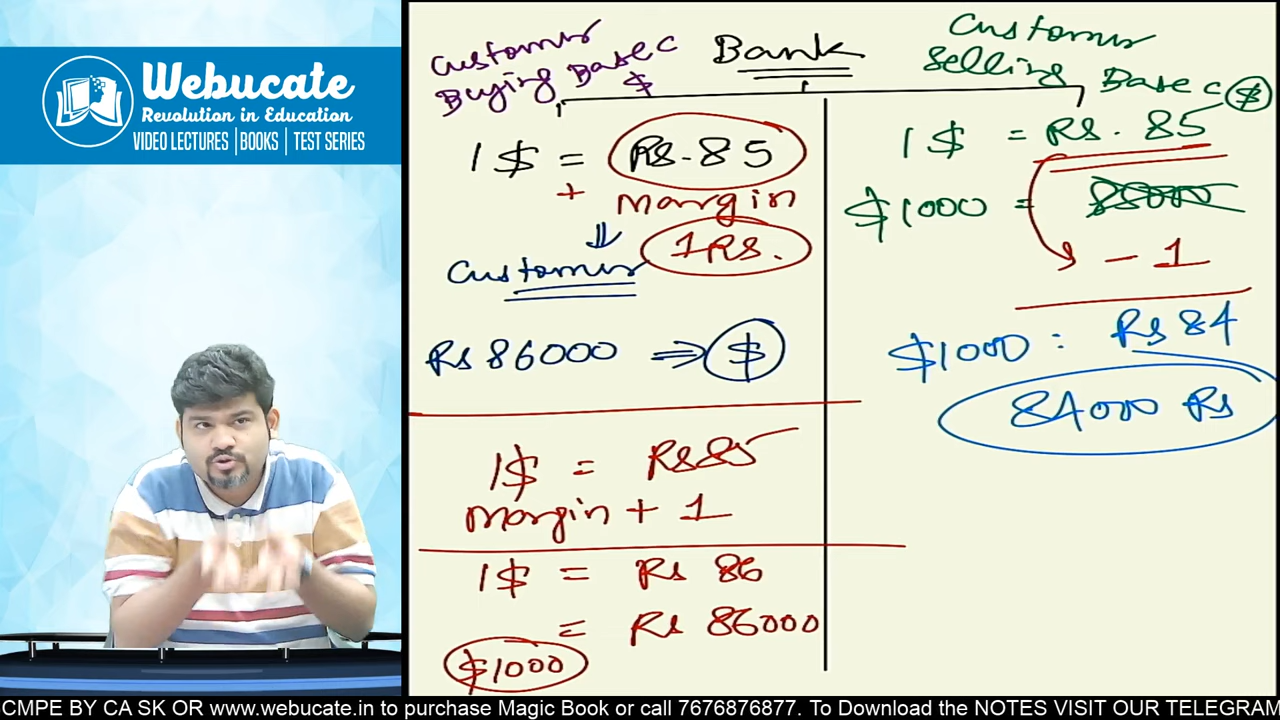 Webucate
Revolution in Education
VIDEO LECTURES | BOOKS | TEST SERIES
Bank
Customer
Buying Base C
$
1 $ = Rs. 85
+ Margin
1 Rs.
Customer
Rs 86000 ⇒ $
1 $ = Rs 85
Margin + 1
1 $ = Rs 86
= Rs 86000
$1000
Customer
Selling Base C $
1 $ = Rs. 85
$1000 = 85000
- 1
$1000 : Rs 84
84000 Rs
CMPE BY CA SK OR www.webucate.in to purchase Magic Book or call 7676876877. To Download the NOTES VISIT OUR TELEGRAM